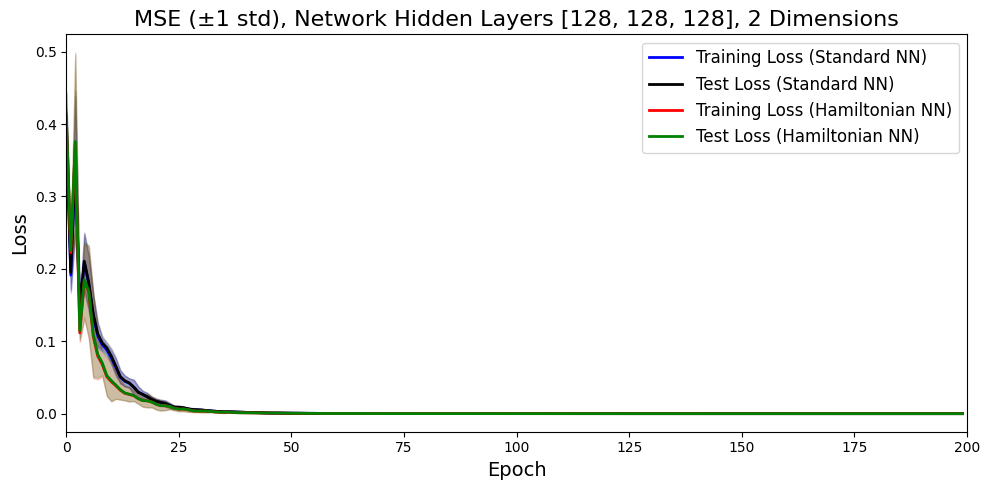 MSE (±1 std), Network Hidden Layers [128, 128, 128], 2 Dimensions
Training Loss (Standard NN)
Test Loss (Standard NN)
Training Loss (Hamiltonian NN)
Test Loss (Hamiltonian NN)
Loss
0.5
0.4
0.3
0.2
0.1
0.0
0 25 50 75 100 125 150 175 200
Epoch